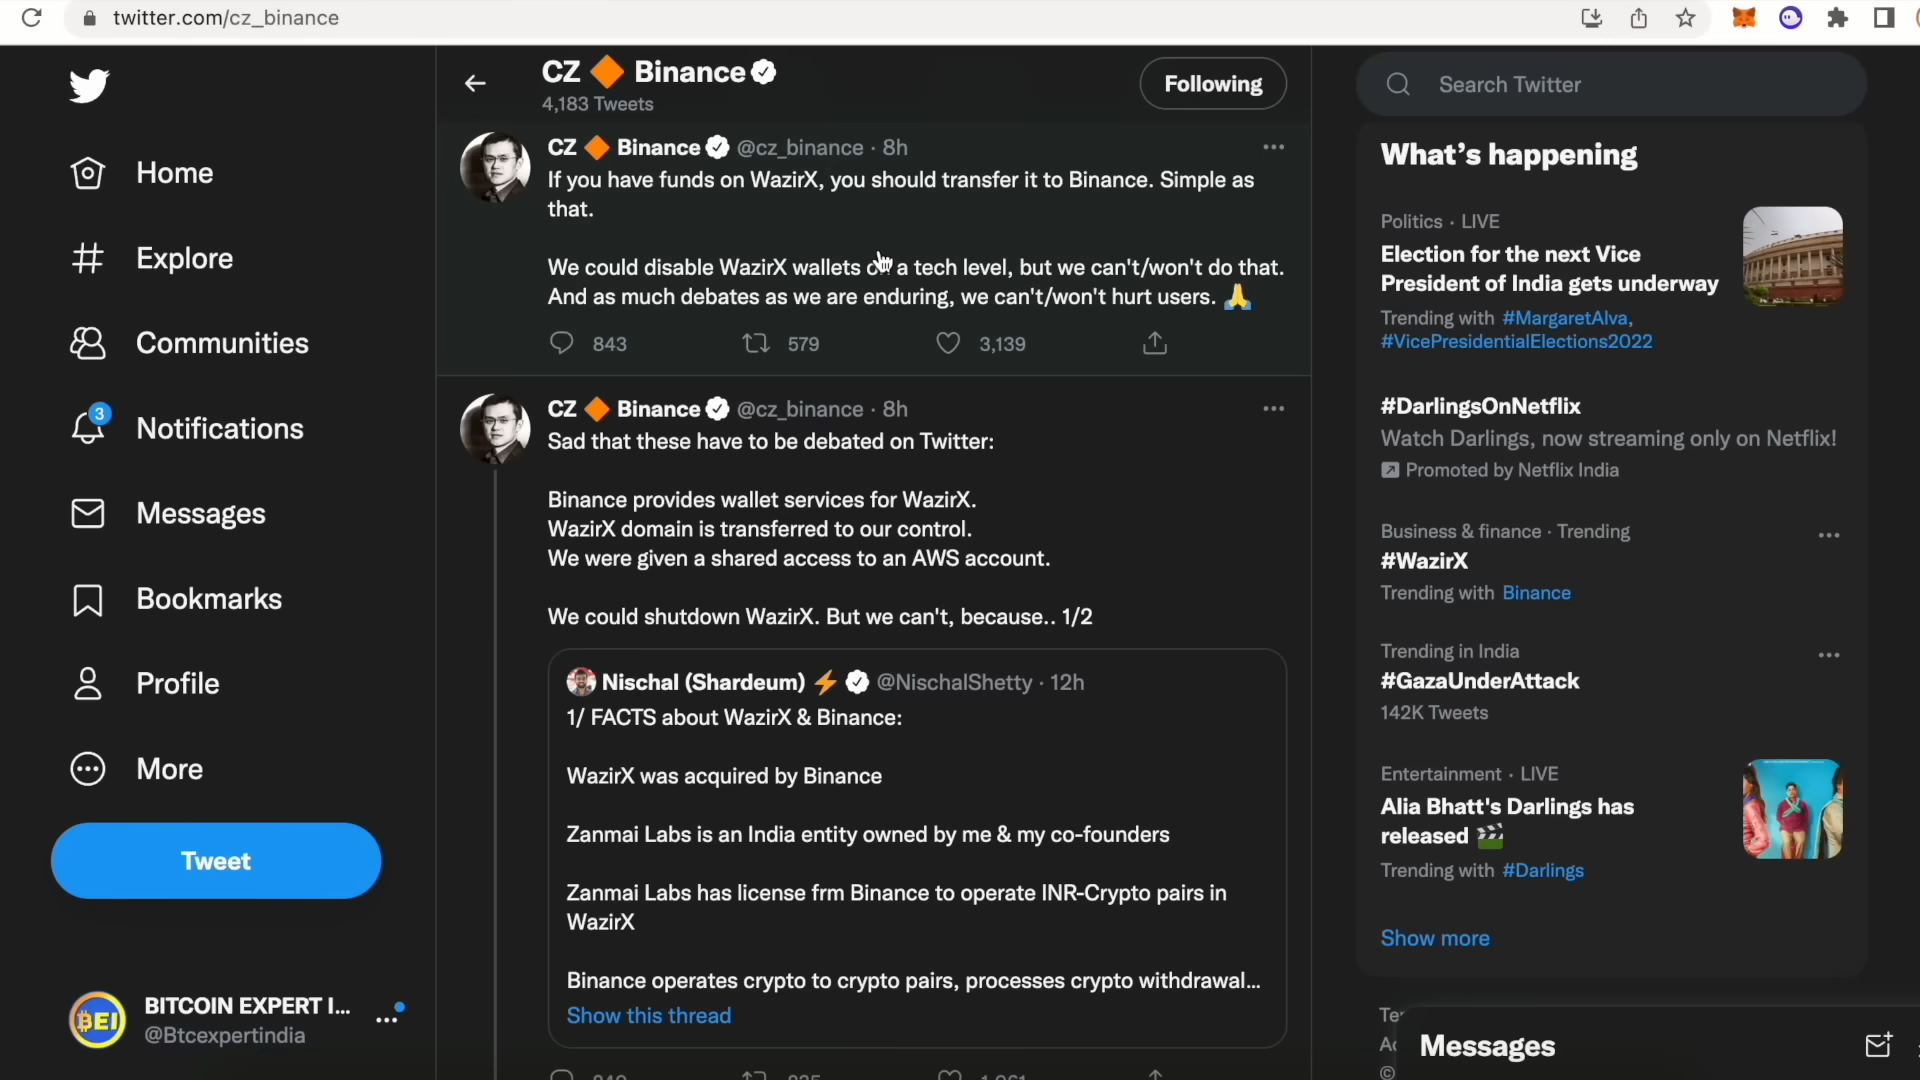 twitter.com/cz_binance
Home
Explore
Communities
3
Notifications
Messages
Bookmarks
Profile
More
Tweet
BEI
BITCOIN EXPERT I...
@Btcexpertindia
CZ 🔶 Binance
4,183 Tweets
Following
CZ 🔶 Binance @cz_binance · 8h
If you have funds on WazirX, you should transfer it to Binance. Simple as
that.
We could disable WazirX wallets on a tech level, but we can't/won't do that.
And as much debates as we are enduring, we can't/won't hurt users. 🙏
843 579 3,139
CZ 🔶 Binance @cz_binance · 8h
Sad that these have to be debated on Twitter:
Binance provides wallet services for WazirX.
WazirX domain is transferred to our control.
We were given a shared access to an AWS account.
We could shutdown WazirX. But we can't, because.. 1/2
Nischal (Shardeum) ⚡ @NischalShetty · 12h
1/ FACTS about WazirX & Binance:
WazirX was acquired by Binance
Zanmai Labs is an India entity owned by me & my co-founders
Zanmai Labs has license frm Binance to operate INR-Crypto pairs in
WazirX
Binance operates crypto to crypto pairs, processes crypto withdrawal...
Show this thread
Search Twitter
What's happening
Politics · LIVE
Election for the next Vice
President of India gets underway
Trending with #MargaretAlva,
#VicePresidentialElections2022
#DarlingsOnNetflix
Watch Darlings, now streaming only on Netflix!
Promoted by Netflix India
Business & finance · Trending
#WazirX
Trending with Binance
Trending in India
#GazaUnderAttack
142K Tweets
Entertainment · LIVE
Alia Bhatt's Darlings has
released 🎬
Trending with #Darlings
Show more
Messages